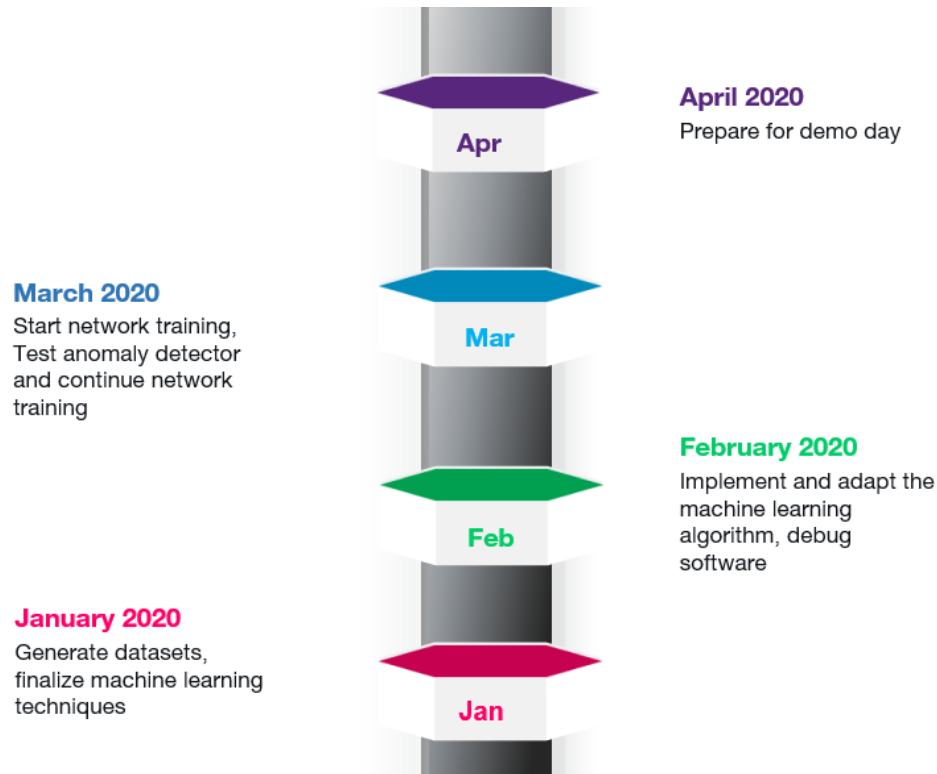 April 2020
Prepare for demo day
Apr
March 2020
Start network training,
Test anomaly detector
and continue network
training
Mar
February 2020
Implement and adapt the
machine learning
algorithm, debug
software
Feb
January 2020
Generate datasets,
finalize machine learning
techniques
Jan